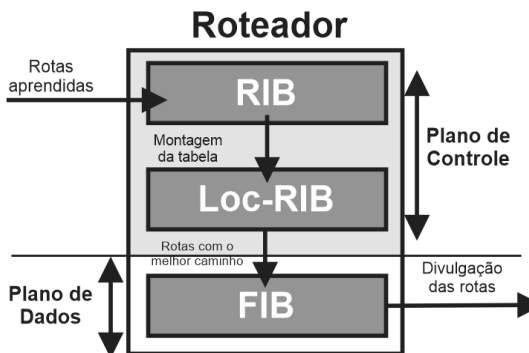 Roteador
Rotas
aprendidas
RIB
Montagem
da tabela
Plano de
Controle
Loc-RIB
Rotas com o
melhor caminho
Plano de
Dados
FIB
Divulgação
das rotas